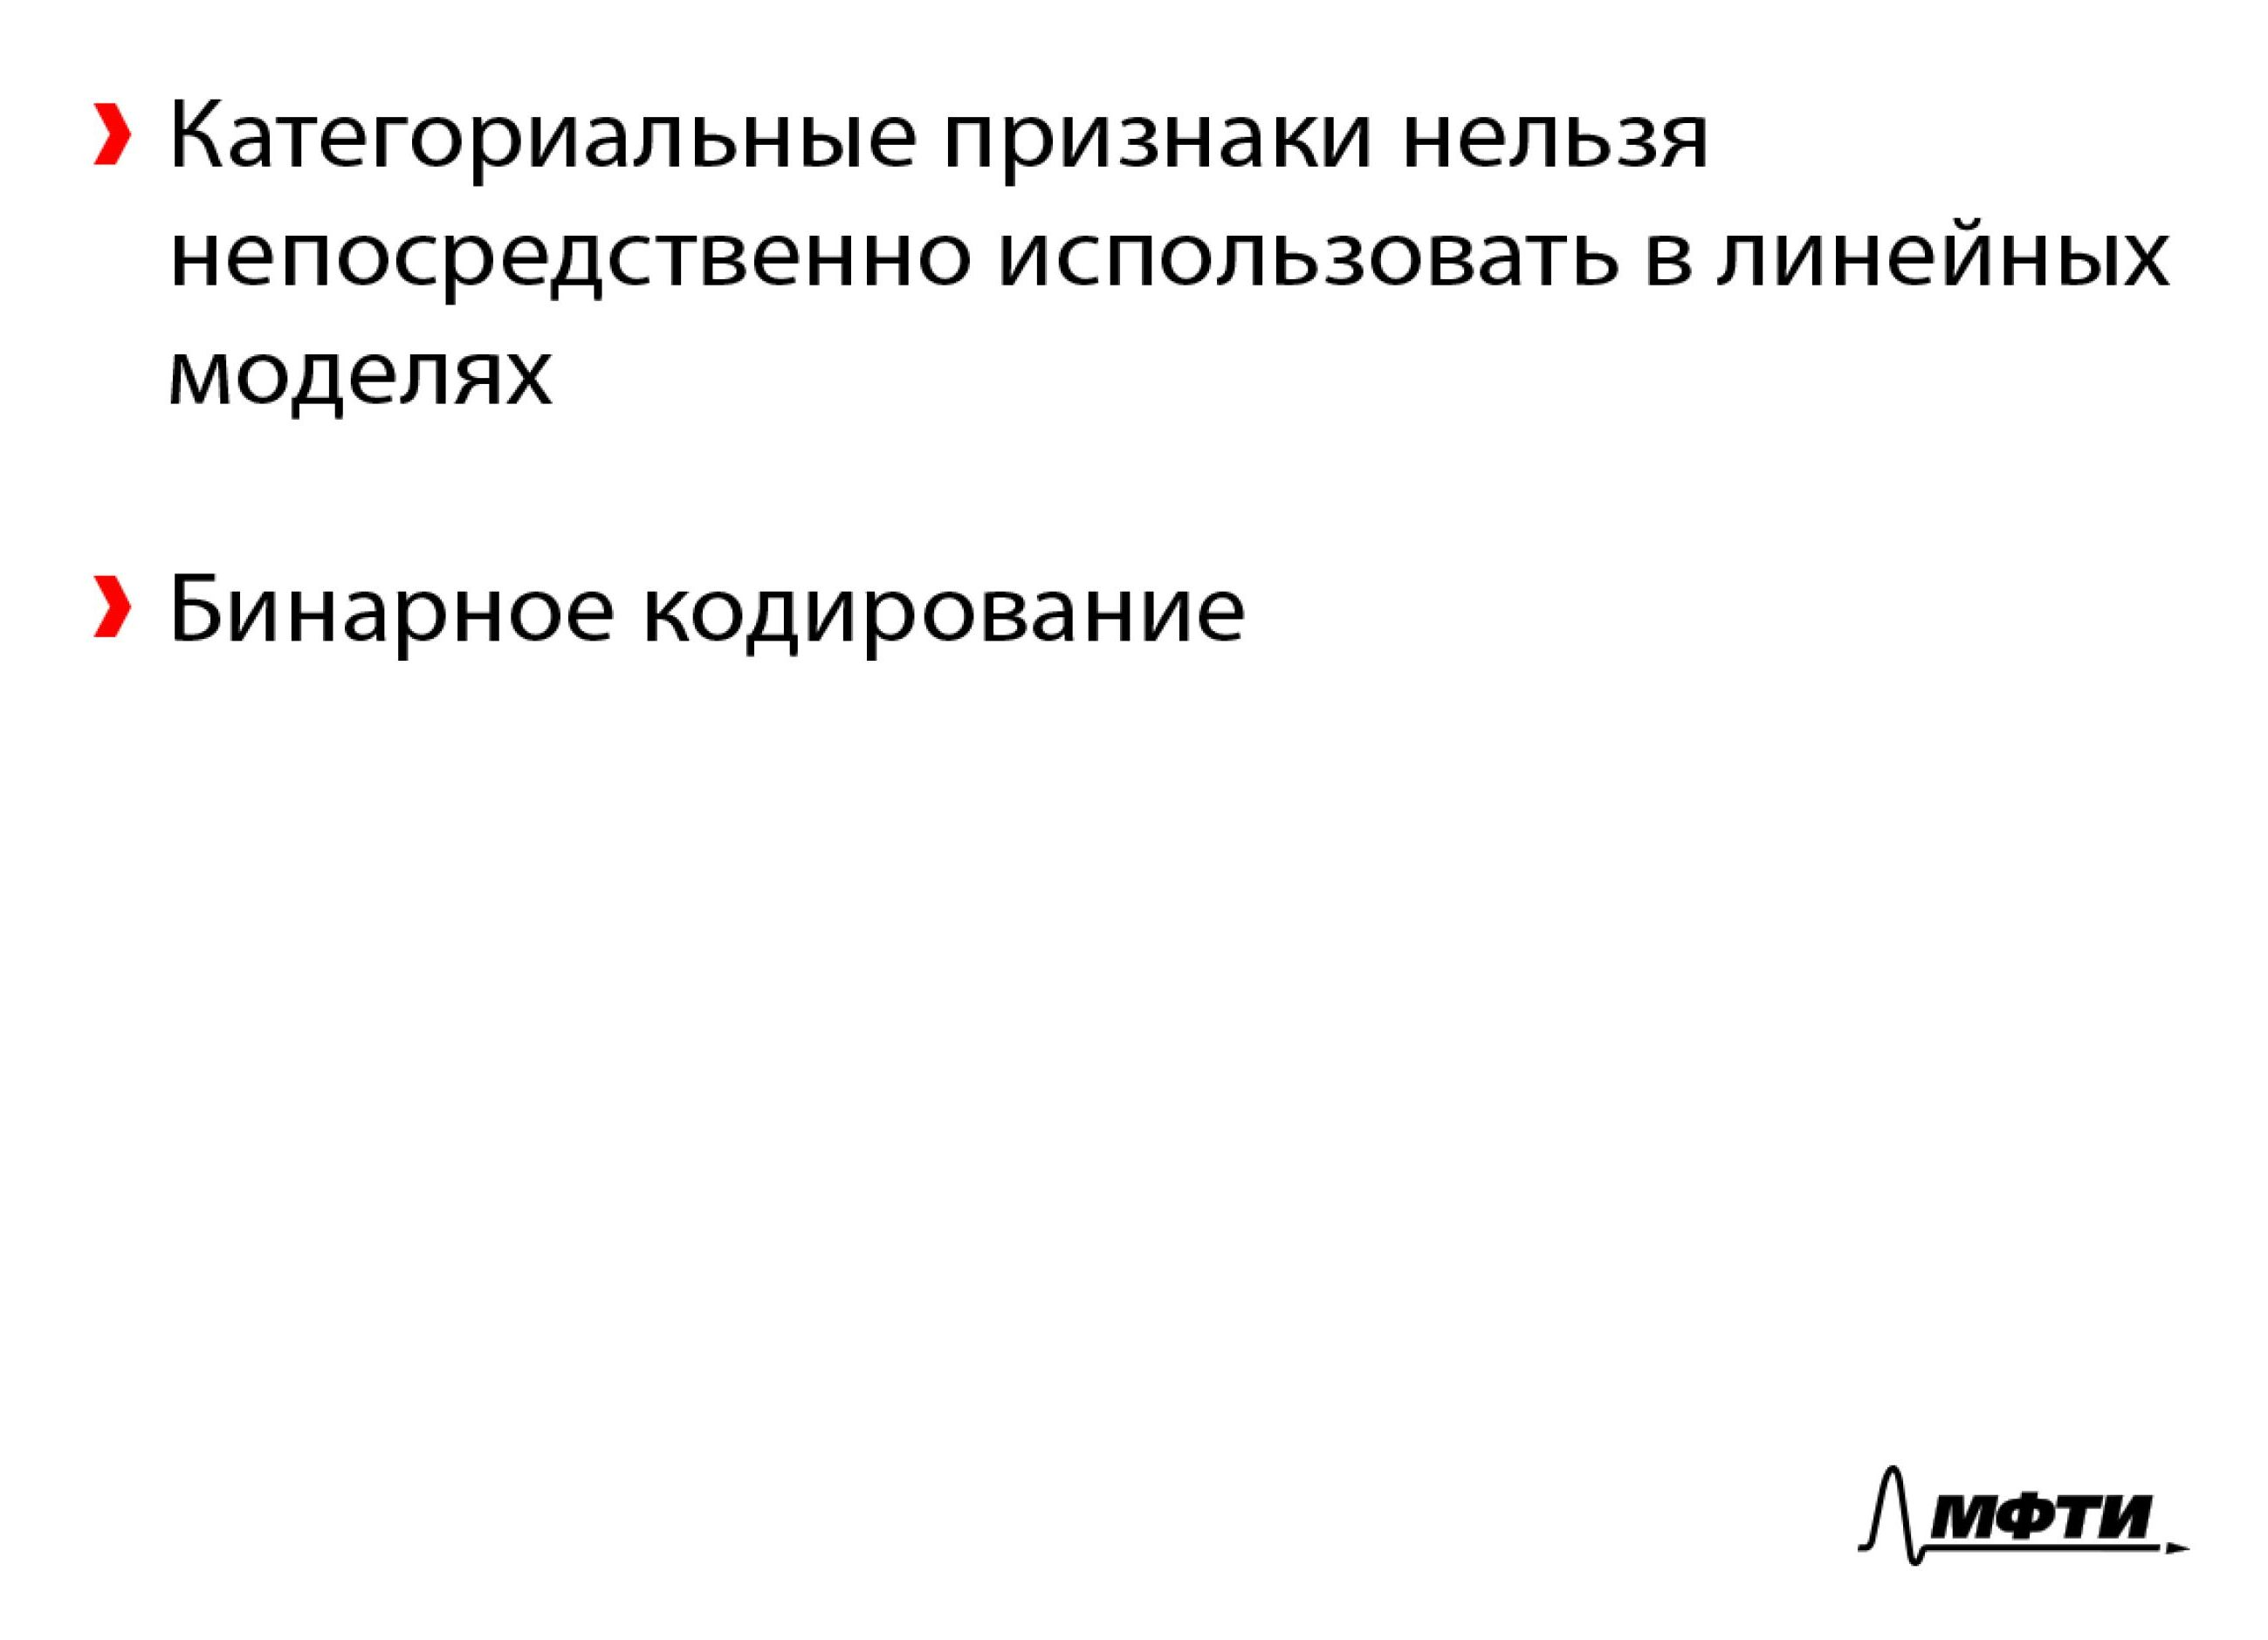 Категориальные признаки нельзя
непосредственно использовать в линейных
моделях
Бинарное кодирование
МФТИ